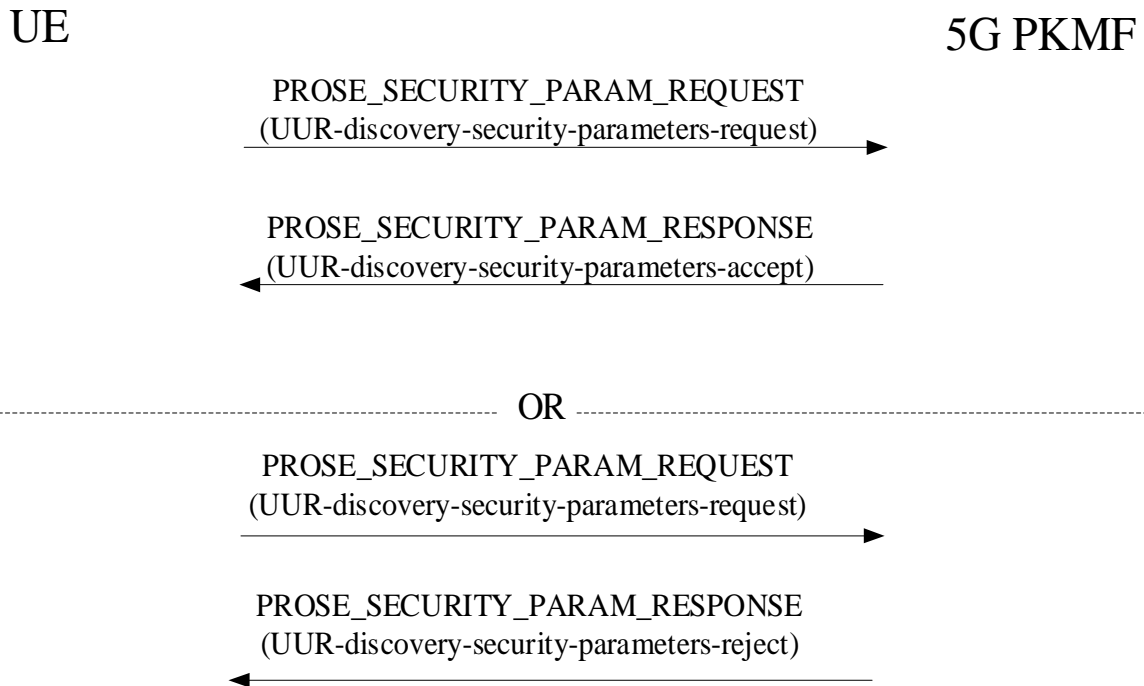 UE
5G PKMF
PROSE_SECURITY_PARAM_REQUEST
(UUR-discovery-security-parameters-request)
PROSE_SECURITY_PARAM_RESPONSE
(UUR-discovery-security-parameters-accept)
OR
PROSE_SECURITY_PARAM_REQUEST
(UUR-discovery-security-parameters-request)
PROSE_SECURITY_PARAM_RESPONSE
(UUR-discovery-security-parameters-reject)